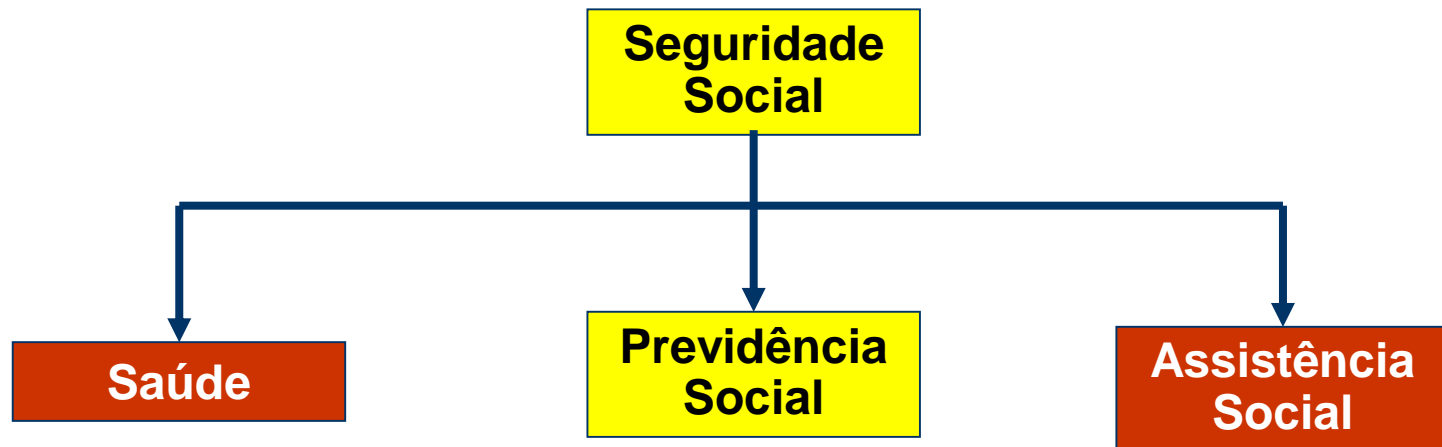 Seguridade
Social
Saúde
Previdência
Social
Assistência
Social